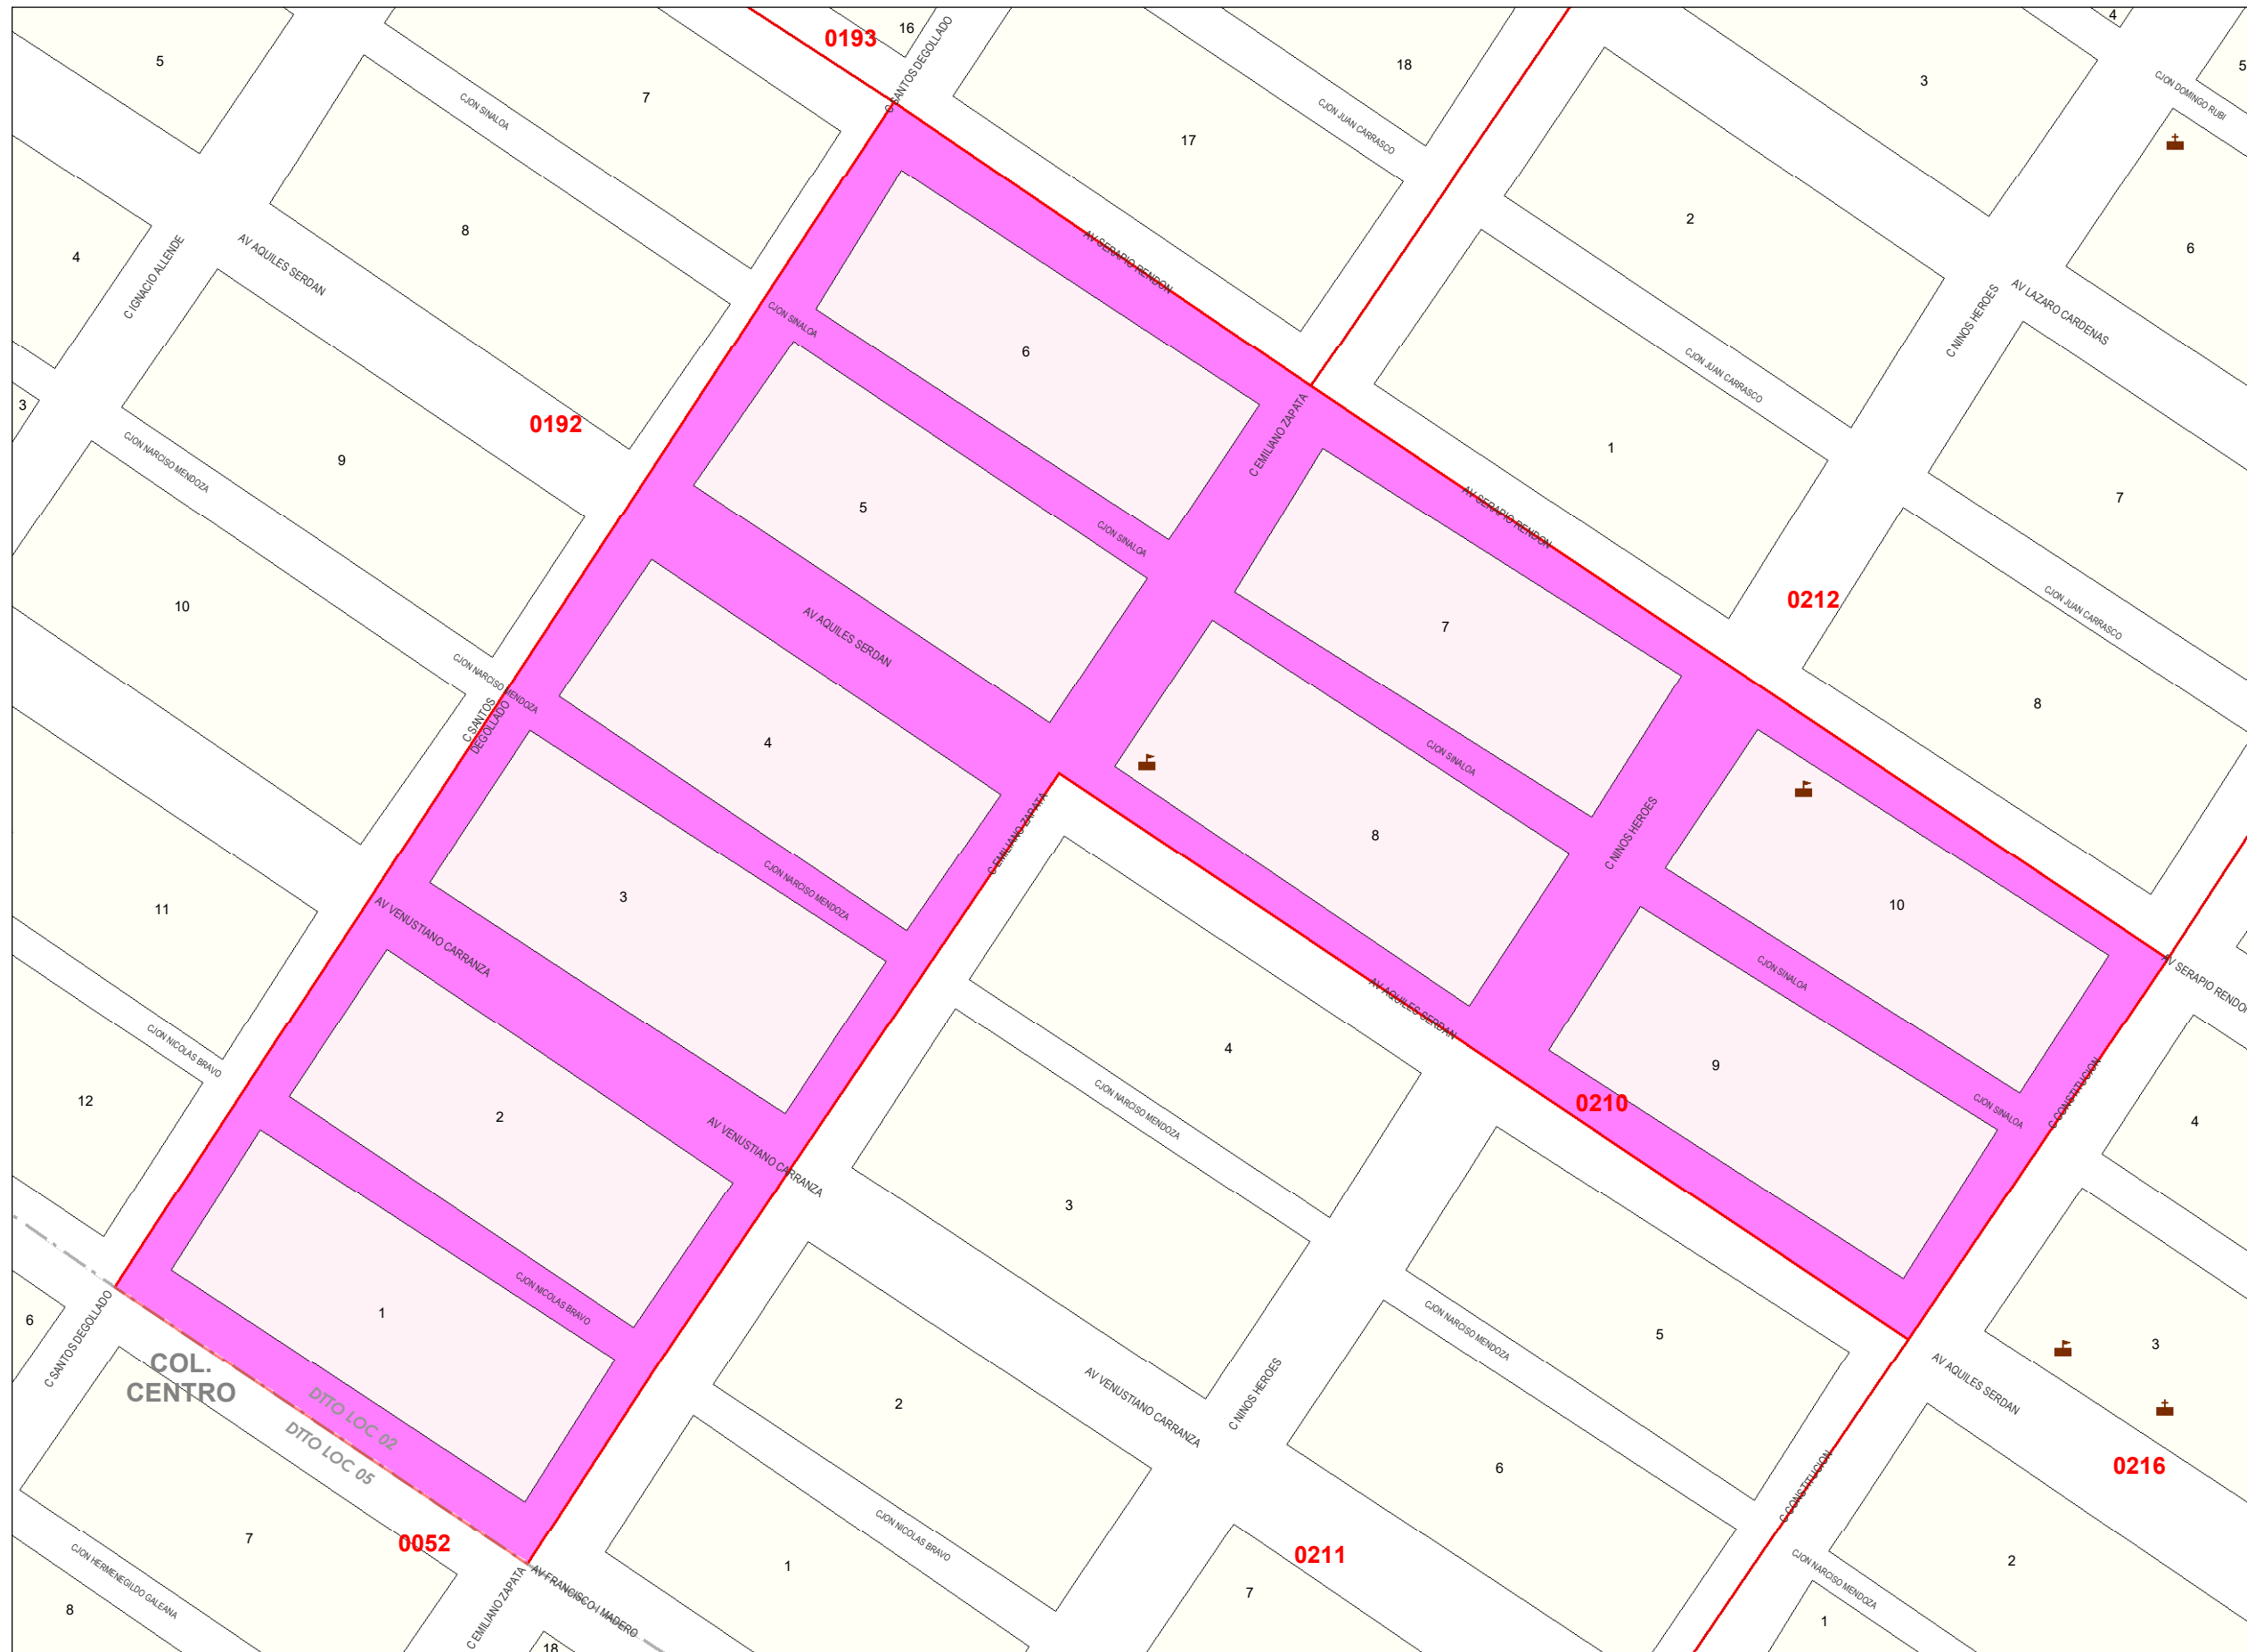 16
4
0193
C SANTOS DEGOLLADO
5
18
5
3
7
CJON SINALOA
CJON JUAN CARRASCO
CJON DOMINGO RUBI
17
8
2
6
4
C IGNACIO ALLENDE
AV AQUILES SERDAN
AV SERAPIO RENDON
C NINOS HEROES
AV LAZARO CARDENAS
CJON SINALOA
6
CJON JUAN CARRASCO
3
0192
C EMILIANO ZAPATA
1
9
CJON NARCISO MENDOZA
5
AV SERAPIO RENDON
7
CJON SINALOA
10
0212
CJON JUAN CARRASCO
7
AV AQUILES SERDAN
CJON NARCISO MENDOZA
C SANTOS
DEGOLLADO
8
4
CJON SINALOA
C EMILIANO ZAPATA
8
C NINOS HEROES
3
CJON NARCISO MENDOZA
10
11
AV VENUSTIANO CARRANZA
CJON SINALOA
AV SERAPIO RENDON
AV AQUILES SERDAN
CJON NICOLAS BRAVO
4
9
0210
C CONSTITUCION
CJON SINALOA
12
2
CJON NARCISO MENDOZA
4
AV VENUSTIANO CARRANZA
3
CJON NICOLAS BRAVO
1
6
C SANTOS DEGOLLADO
5
CJON NARCISO MENDOZA
3
COL.
CENTRO
DTTO LOC 02
DTTO LOC 05
2
AV VENUSTIANO CARRANZA
C NINOS HEROES
AV AQUILES SERDAN
6
C CONSTITUCION
0216
7
0052
CJON NICOLAS BRAVO
0211
CJON HERMENEGILDO GALEANA
1
2
CJON NARCISO MENDOZA
C EMILIANO ZAPATA
AV FRANCISCO I MADERO
7
8
1
18